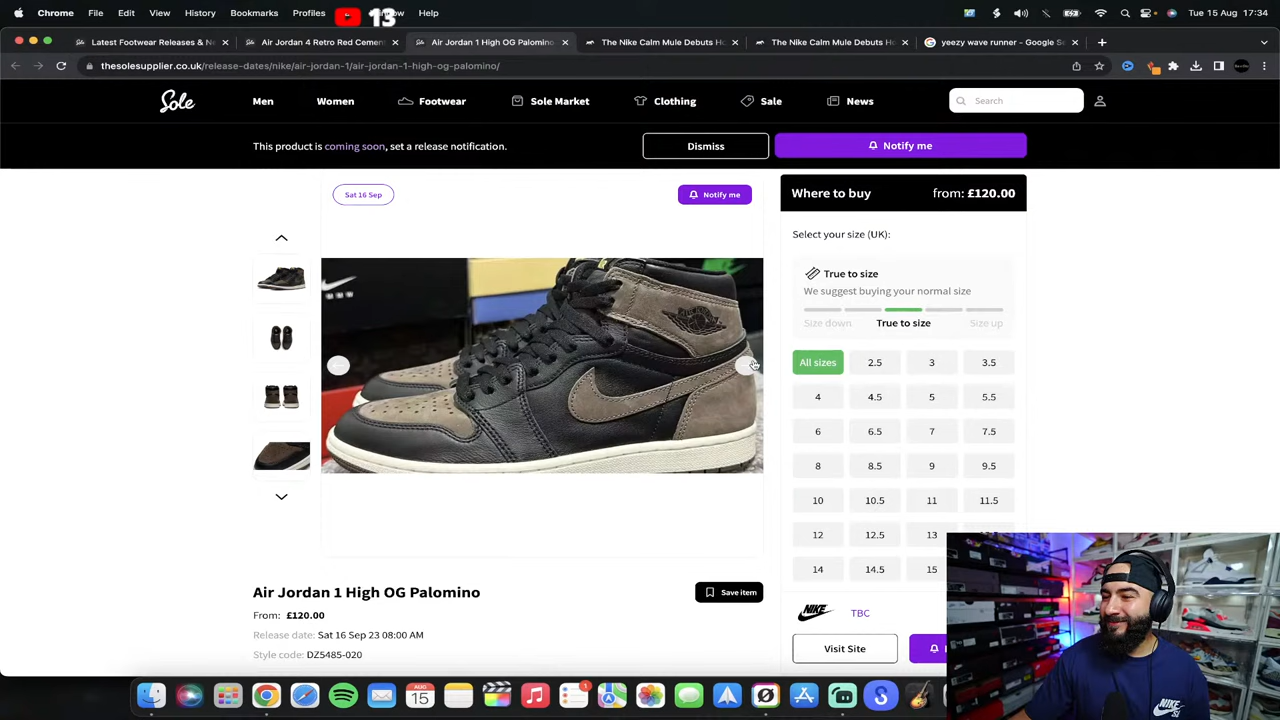 Chrome File Edit View History Bookmarks Profiles Help
13
Tue 15 Aug 17:34
Latest Footwear Releases & Ne
Air Jordan 4 Retro Red Cement
Air Jordan 1 High OG Palomino
The Nike Calm Mule Debuts
The Nike Calm Mule Debuts
yeezy wave runner - Google Se
thesolesupplier.co.uk/release-dates/nike/air-jordan-1/air-jordan-1-high-og-palomino/
Sole
Men
Women
Footwear
Sole Market
Clothing
Sale
News
Search
This product is coming soon, set a release notification.
Dismiss
Notify me
Sat 16 Sep
Notify me
Where to buy
from: £120.00
Select your size (UK):
True to size
We suggest buying your normal size
Size down
True to size
Size up
All sizes 2.5 3 3.5
4 4.5 5 5.5
6 6.5 7 7.5
8 8.5 9 9.5
10 10.5 11 11.5
12 12.5 13
14 14.5 15
Air Jordan 1 High OG Palomino
Save item
From: £120.00
Release date: Sat 16 Sep 23 08:00 AM
Style code: DZ5485-020
NIKE
TBC
Visit Site
NIKE
AUG
15
1